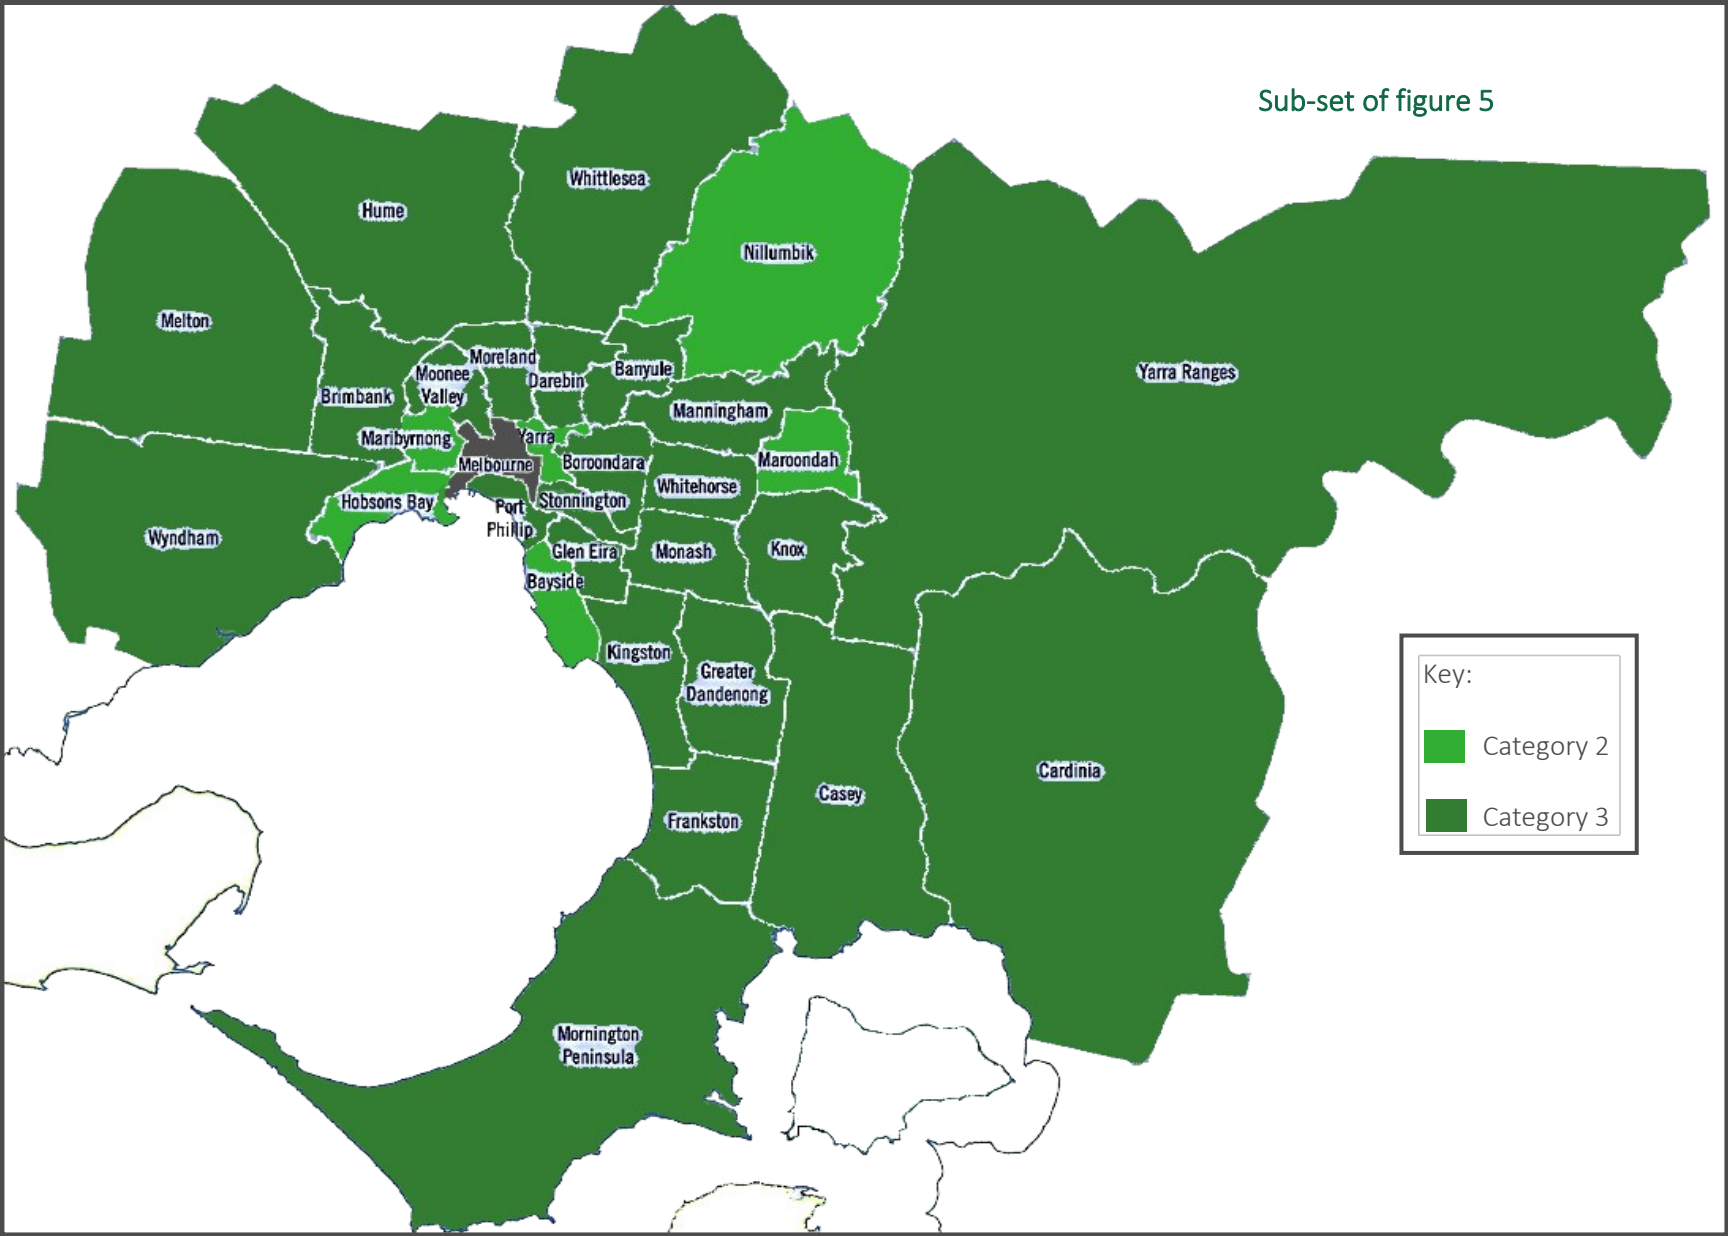 Sub-set of figure 5
Whittlesea
Hume
Nillumbik
Melton
Moreland
Moonee
Valley
Darebin
Banyule
Yarra Ranges
Brimbank
Manningham
Maribyrnong
Yarra
Melbourne
Boroondara
Maroondah
Whitehorse
Hobsons Bay
Port
Phillip
Stonnington
Wyndham
Glen Eira
Monash
Knox
Bayside
Kingston
Greater
Dandenong
Key:
Category 2
Category 3
Cardinia
Casey
Frankston
Mornington
Peninsula